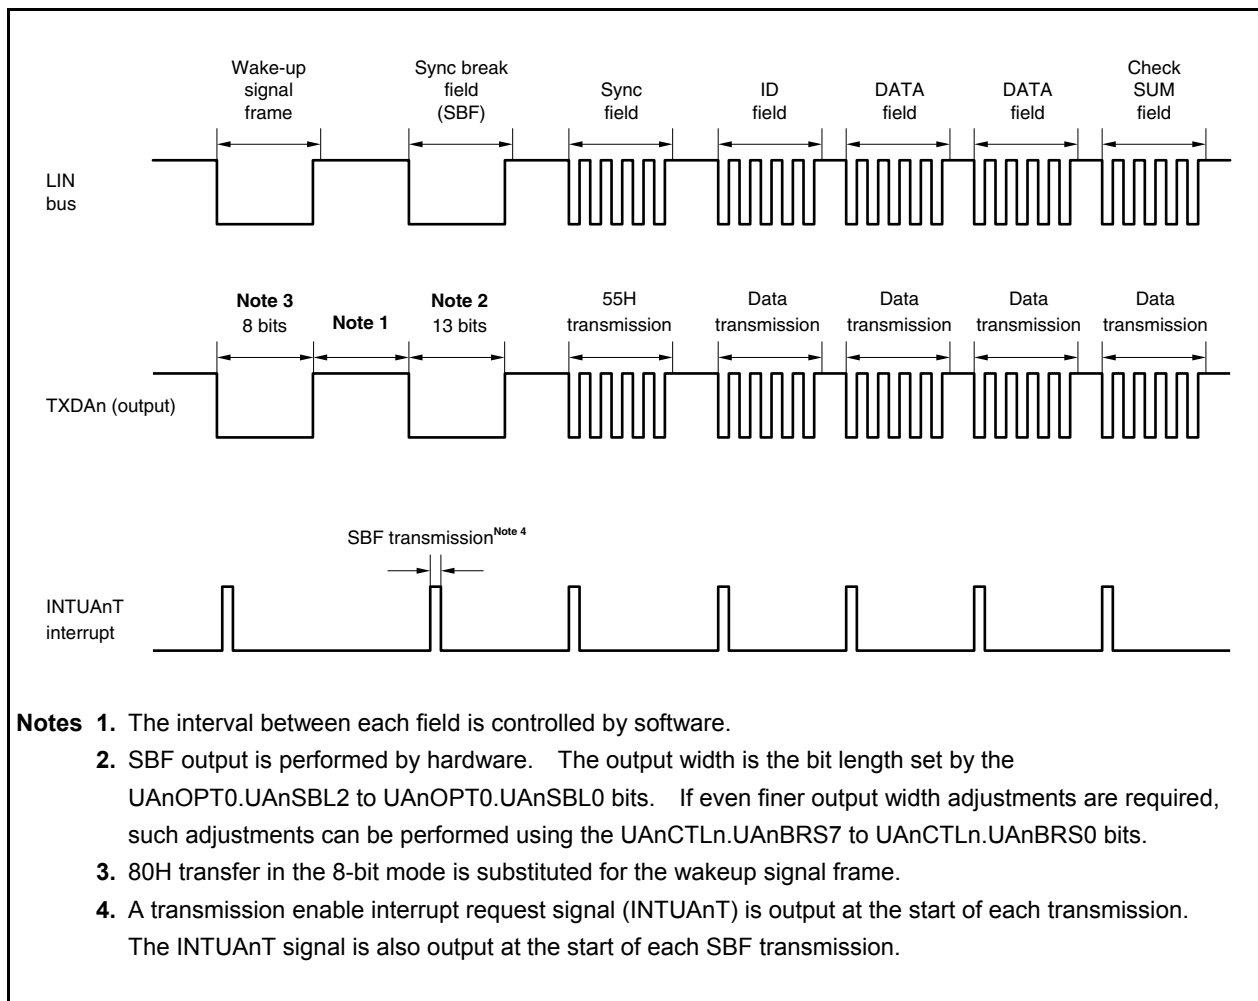 Wake-up
signal
frame
Sync break
field
(SBF)
Sync
field
ID
field
DATA
field
DATA
field
Check
SUM
field
LIN
bus
Note 3
8 bits
Note 1
Note 2
13 bits
55H
transmission
Data
transmission
Data
transmission
Data
transmission
Data
transmission
TXDAn (output)
SBF transmission Note 4
INTUAnT
interrupt
Notes 1. The interval between each field is controlled by software.
2. SBF output is performed by hardware. The output width is the bit length set by the
UAnOPT0.UAnSBL2 to UAnOPT0.UAnSBL0 bits. If even finer output width adjustments are required,
such adjustments can be performed using the UAnCTLn.UAnBRS7 to UAnCTLn.UAnBRS0 bits.
3. 80H transfer in the 8-bit mode is substituted for the wakeup signal frame.
4. A transmission enable interrupt request signal (INTUAnT) is output at the start of each transmission.
The INTUAnT signal is also output at the start of each SBF transmission.